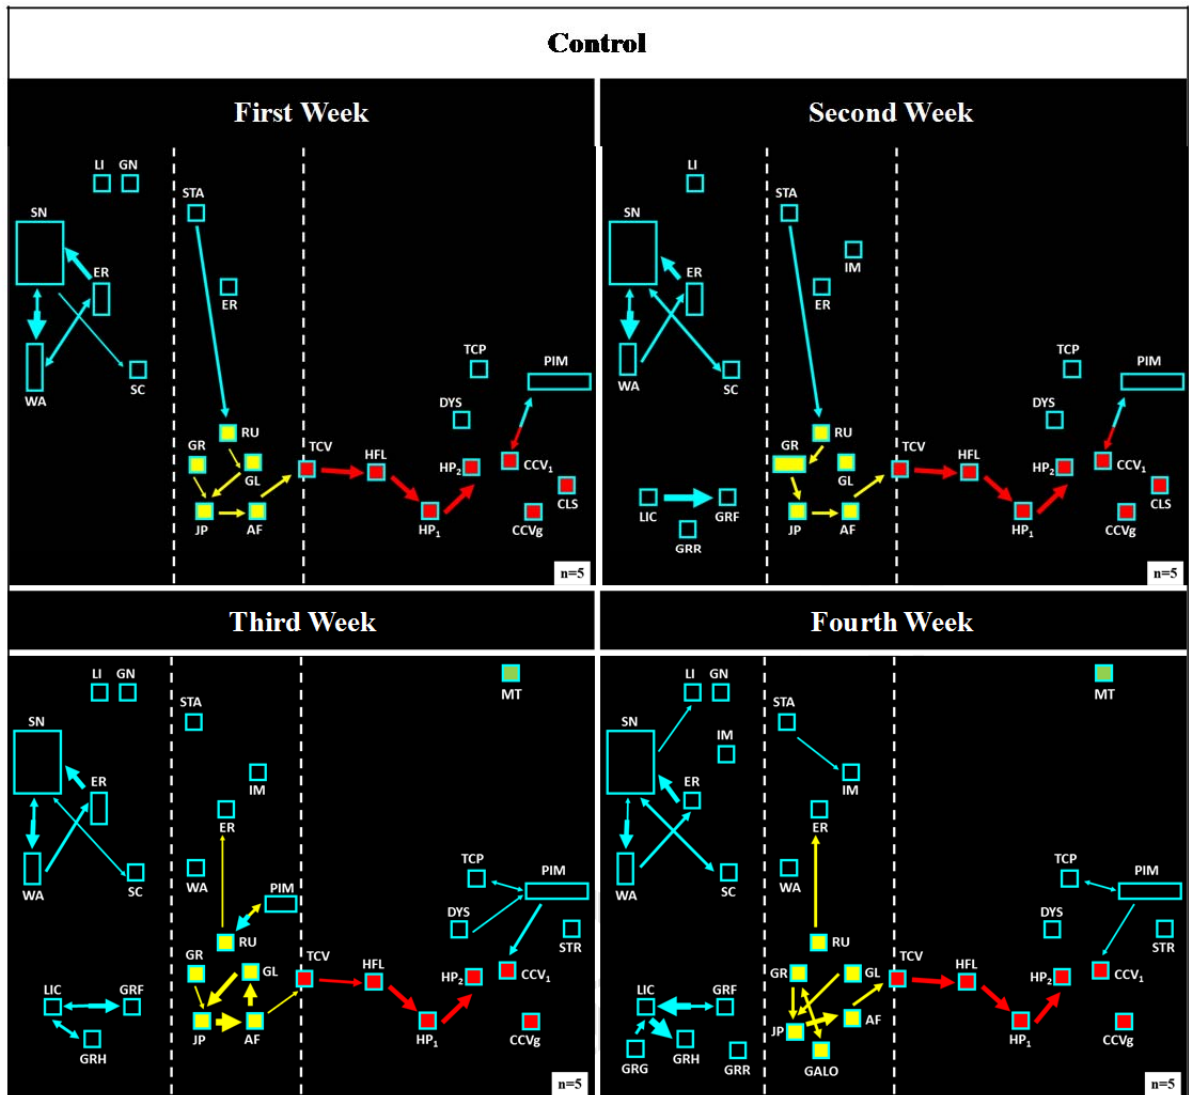 Control
First Week
LI GN
STA
SN
ER
ER
TCP
PIM
WA
SC
DYS
RU
GR
TCV
HFL
HP2
CCV1
GL
CLS
JP
AF
HP1
CCVg
n=5
Second Week
LI
STA
SN
IM
ER
ER
TCP
PIM
WA
SC
DYS
RU
GR
TCV
HFL
HP2
CCV1
GL
CLS
LIC
GRF
JP
AF
HP1
CCVg
GRR
n=5
Third Week
LI GN
MT
STA
SN
IM
ER
ER
TCP
PIM
WA
SC
WA
PIM
DYS
STR
RU
GR
GL
TCV
HFL
HP2
CCV1
LIC
GRF
JP
AF
HP1
CCVg
GRH
n=5
Fourth Week
LI GN
MT
STA
SN
IM
IM
ER
ER
TCP
PIM
WA
SC
WA
DYS
STR
RU
TCV
HFL
GR
GL
HP2
CCV1
LIC
GRF
JP
AF
HP1
CCVg
GRG
GRH
GRR
GALO
n=5